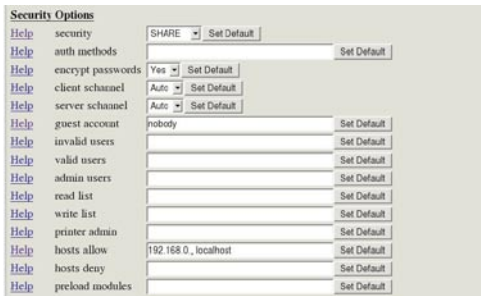 Security Options
Help security SHARE Set Default
Help auth methods Set Default
Help encrypt passwords Yes Set Default
Help client schannel Auto Set Default
Help server schannel Auto Set Default
Help guest account nobody Set Default
Help invalid users Set Default
Help valid users Set Default
Help admin users Set Default
Help read list Set Default
Help write list Set Default
Help printer admin Set Default
Help hosts allow 192.168.0., localhost Set Default
Help hosts deny Set Default
Help preload modules Set Default